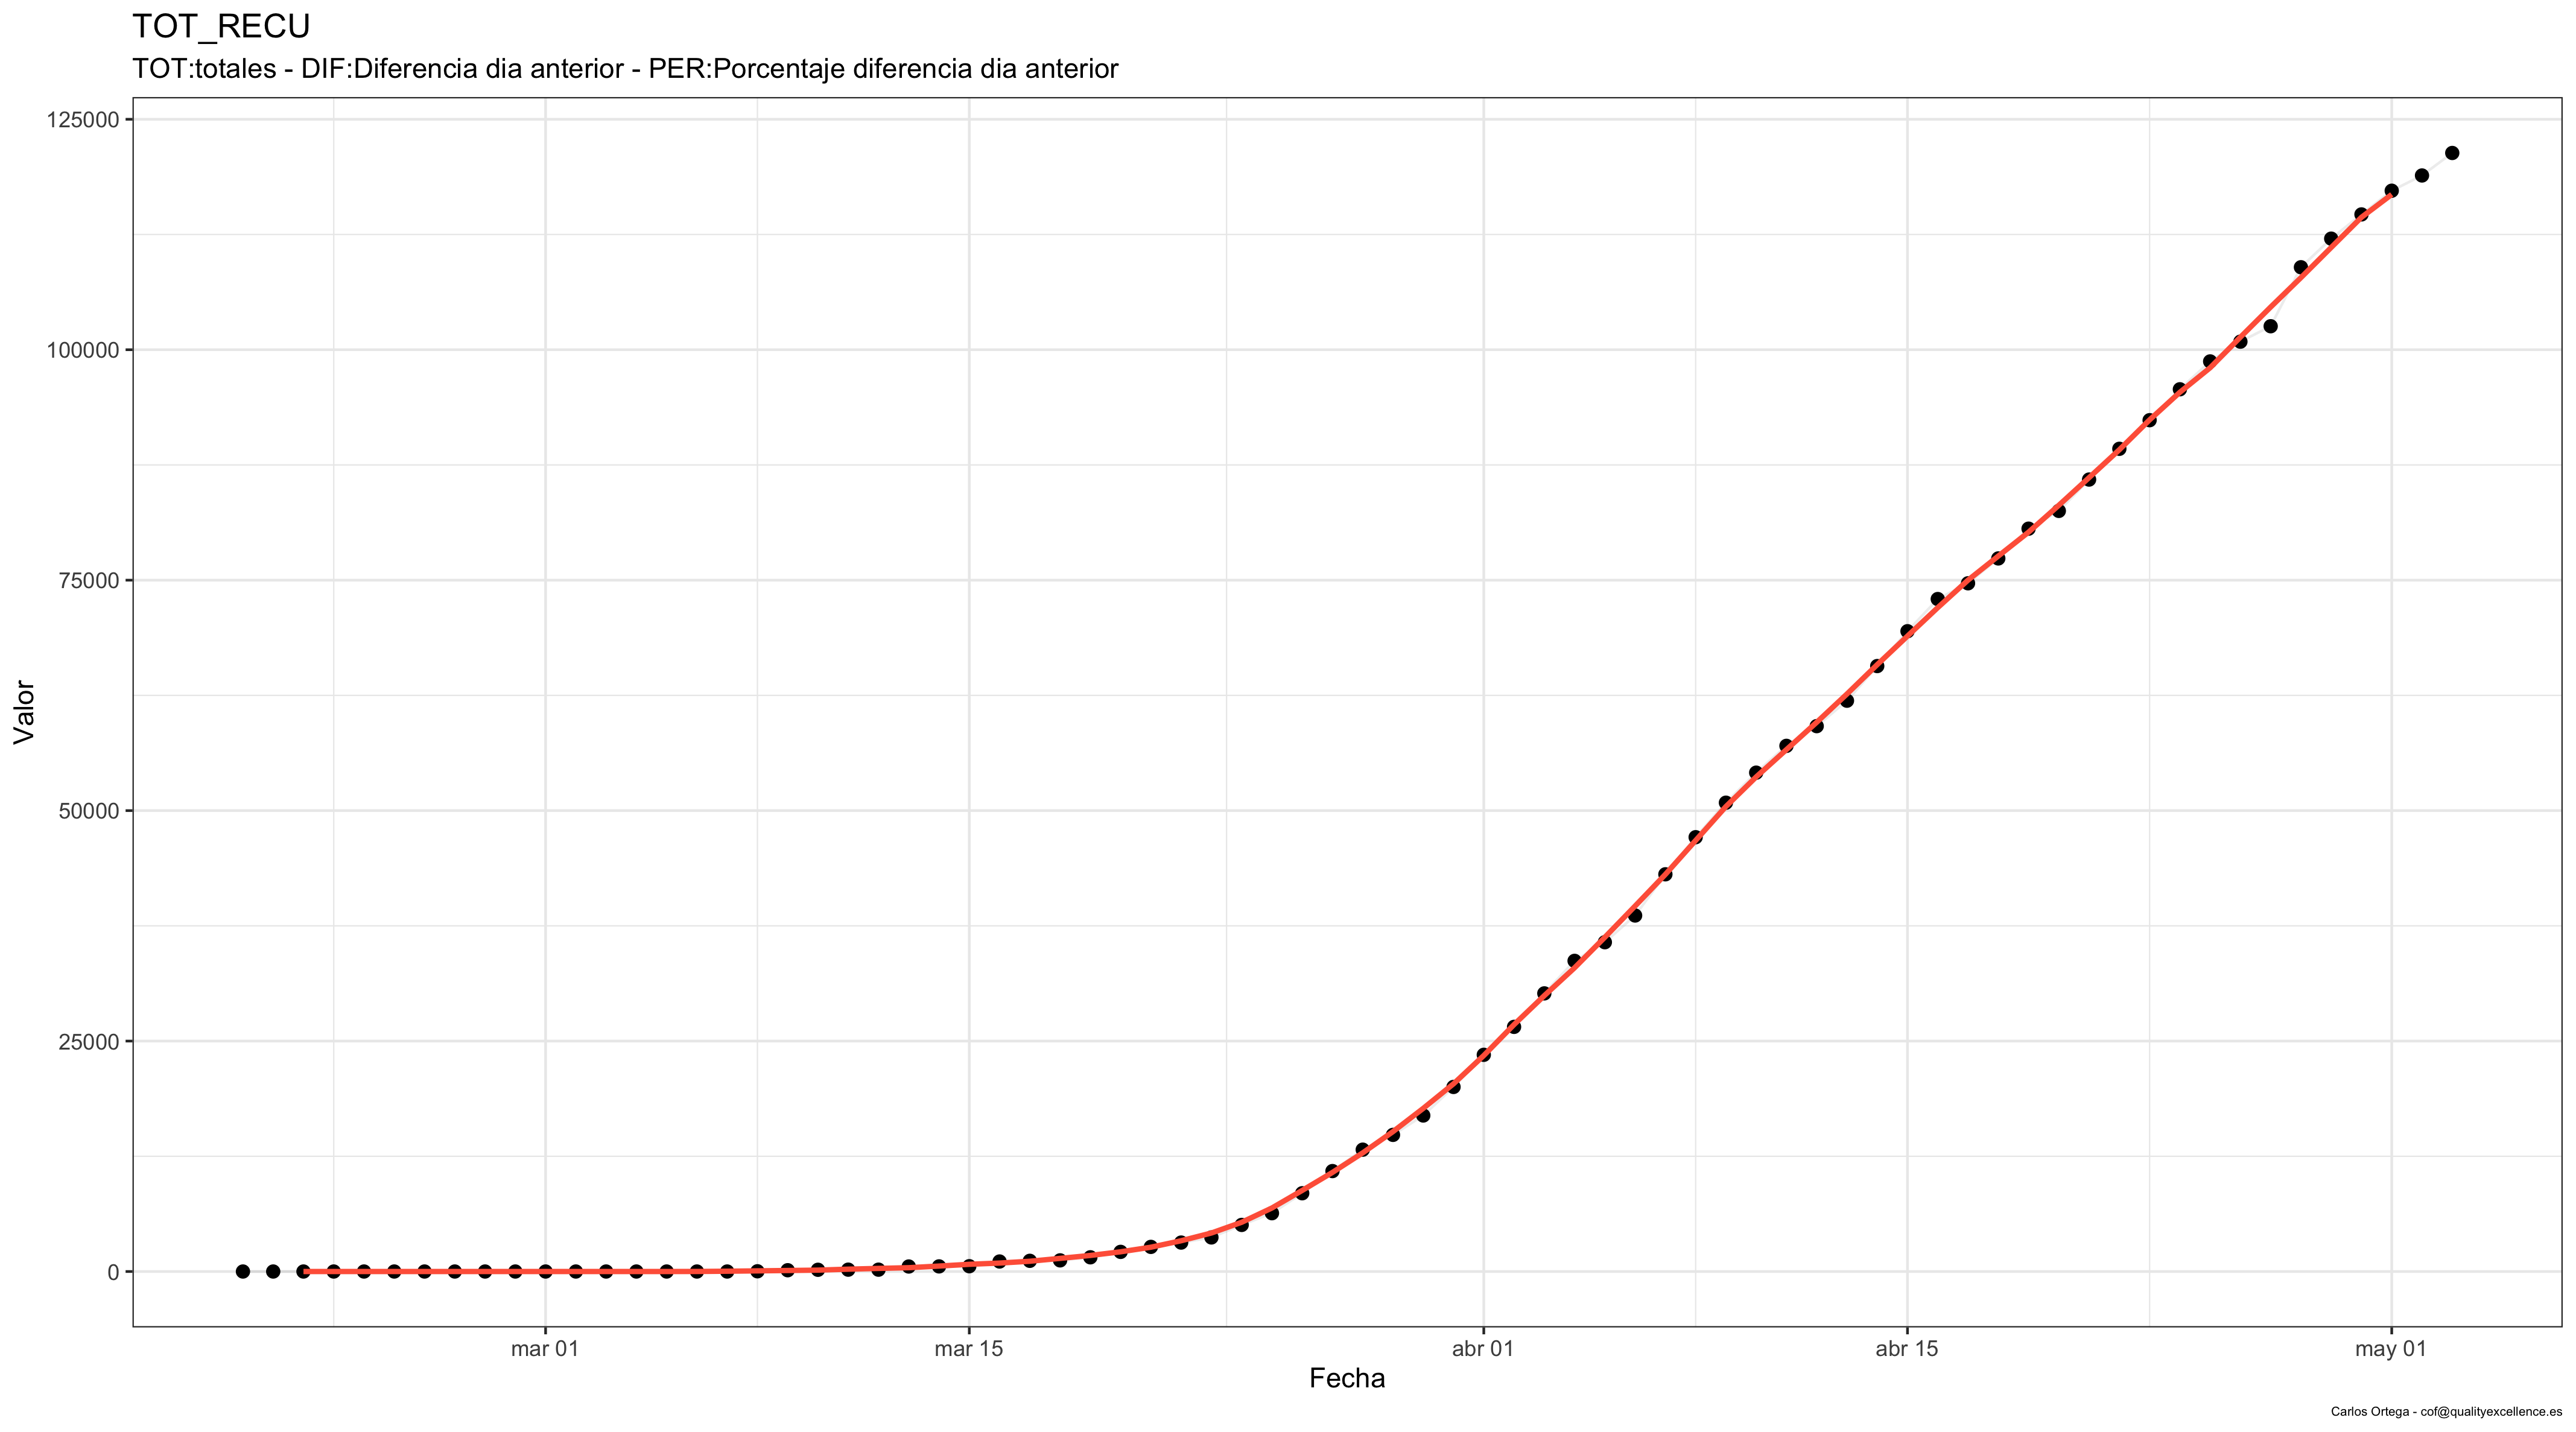 TOT_RECU
TOT:totales - DIF:Diferencia dia anterior - PER:Porcentaje diferencia dia anterior
125000
100000
75000
50000
25000
0
Valor
mar 01
mar 15
abr 01
abr 15
may 01
Fecha
Carlos Ortega - cof@qualityexcellence.es